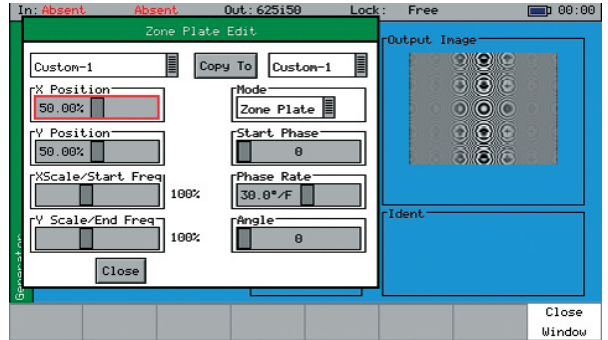 In: Absent Absent Out: 625i50 Lock: Free 00:00
Zone Plate Edit
Custom-1 Copy To Custom-1
X Position
50.00%
Mode
Zone Plate
Y Position
50.00%
Start Phase
0
XScale/Start Freq
100%
Phase Rate
30.0°/F
Y Scale/End Freq
100%
Angle
0
Close
Output Image
Ident
Generator
Close
Window